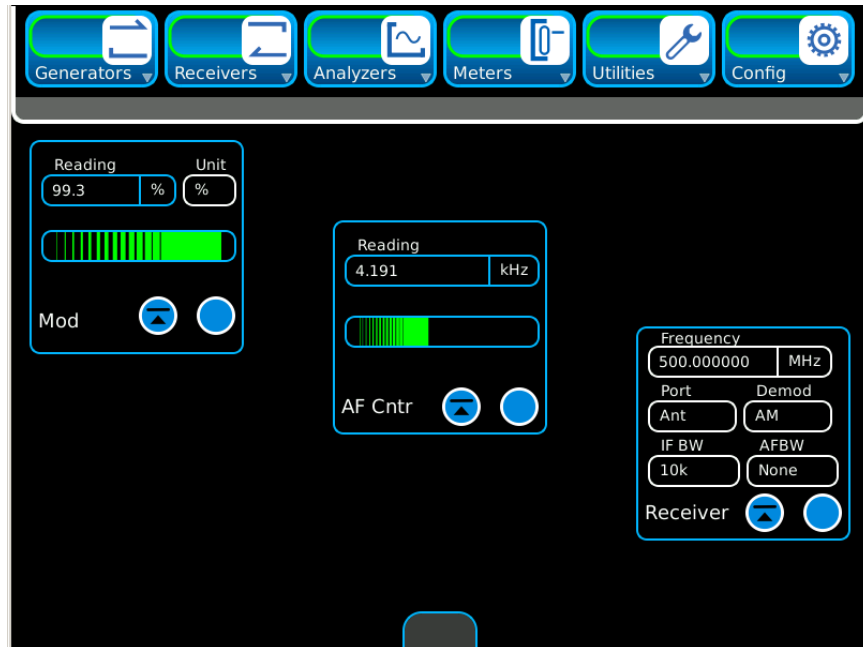 Generators Receivers Analyzers Meters Utilities Config
Reading Unit
99.3 % %
Mod
Reading
4.191 kHz
AF Cntr
Frequency
500.000000 MHz
Port Demod
Ant AM
IF BW AFBW
10k None
Receiver